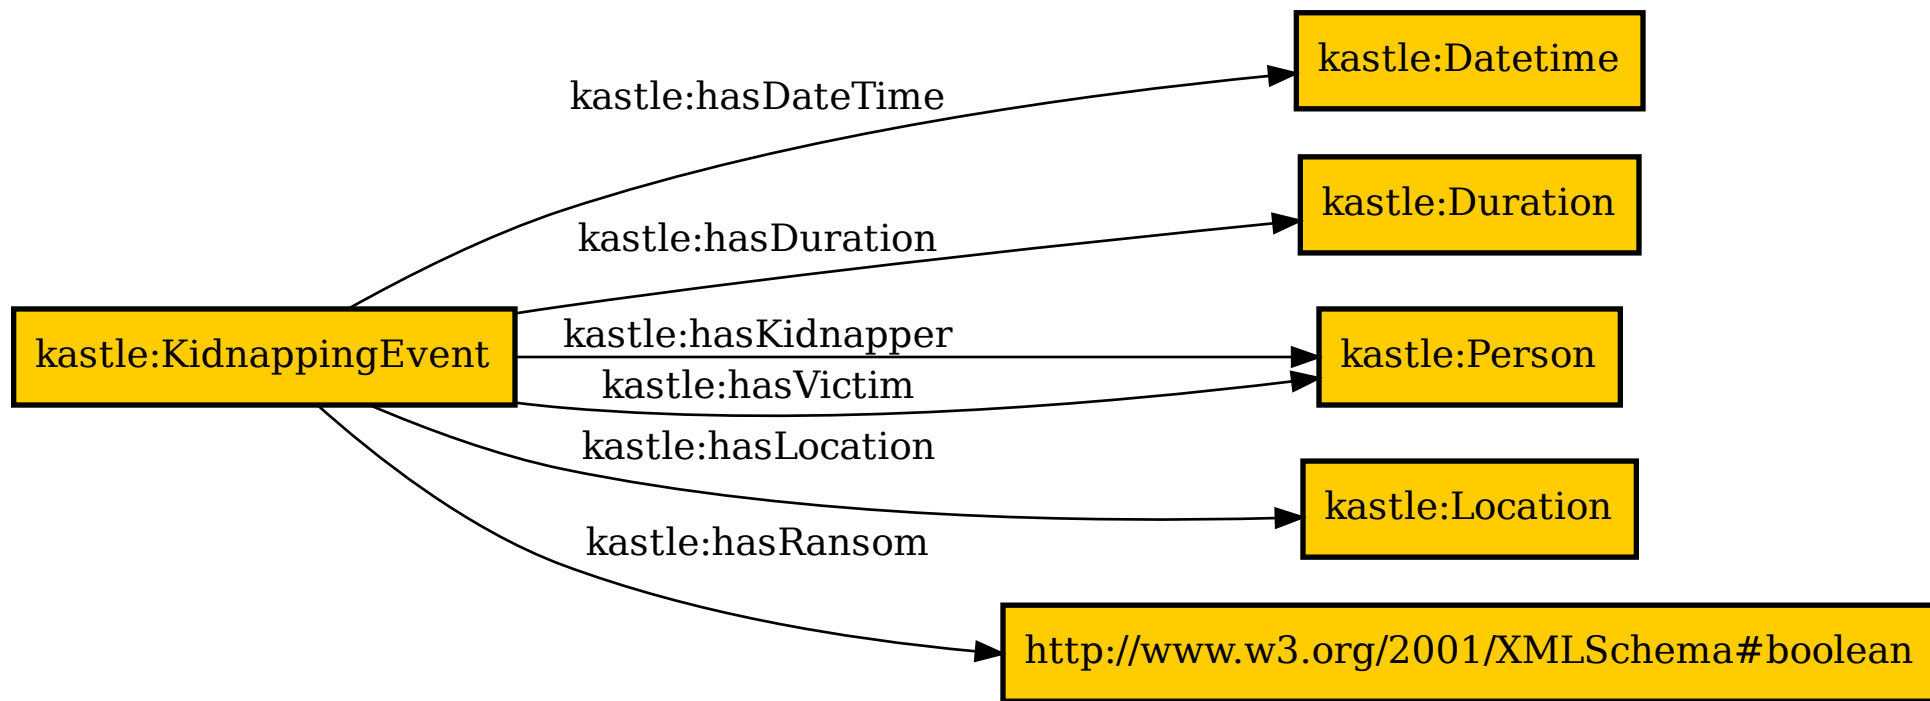 kastle:Datetime
kastle:hasDateTime
kastle:Duration
kastle:hasDuration
kastle:hasKidnapper
kastle:KidnappingEvent
kastle:Person
kastle:hasVictim
kastle:hasLocation
kastle:Location
kastle:hasRansom
http://www.w3.org/2001/XMLSchema#boolean